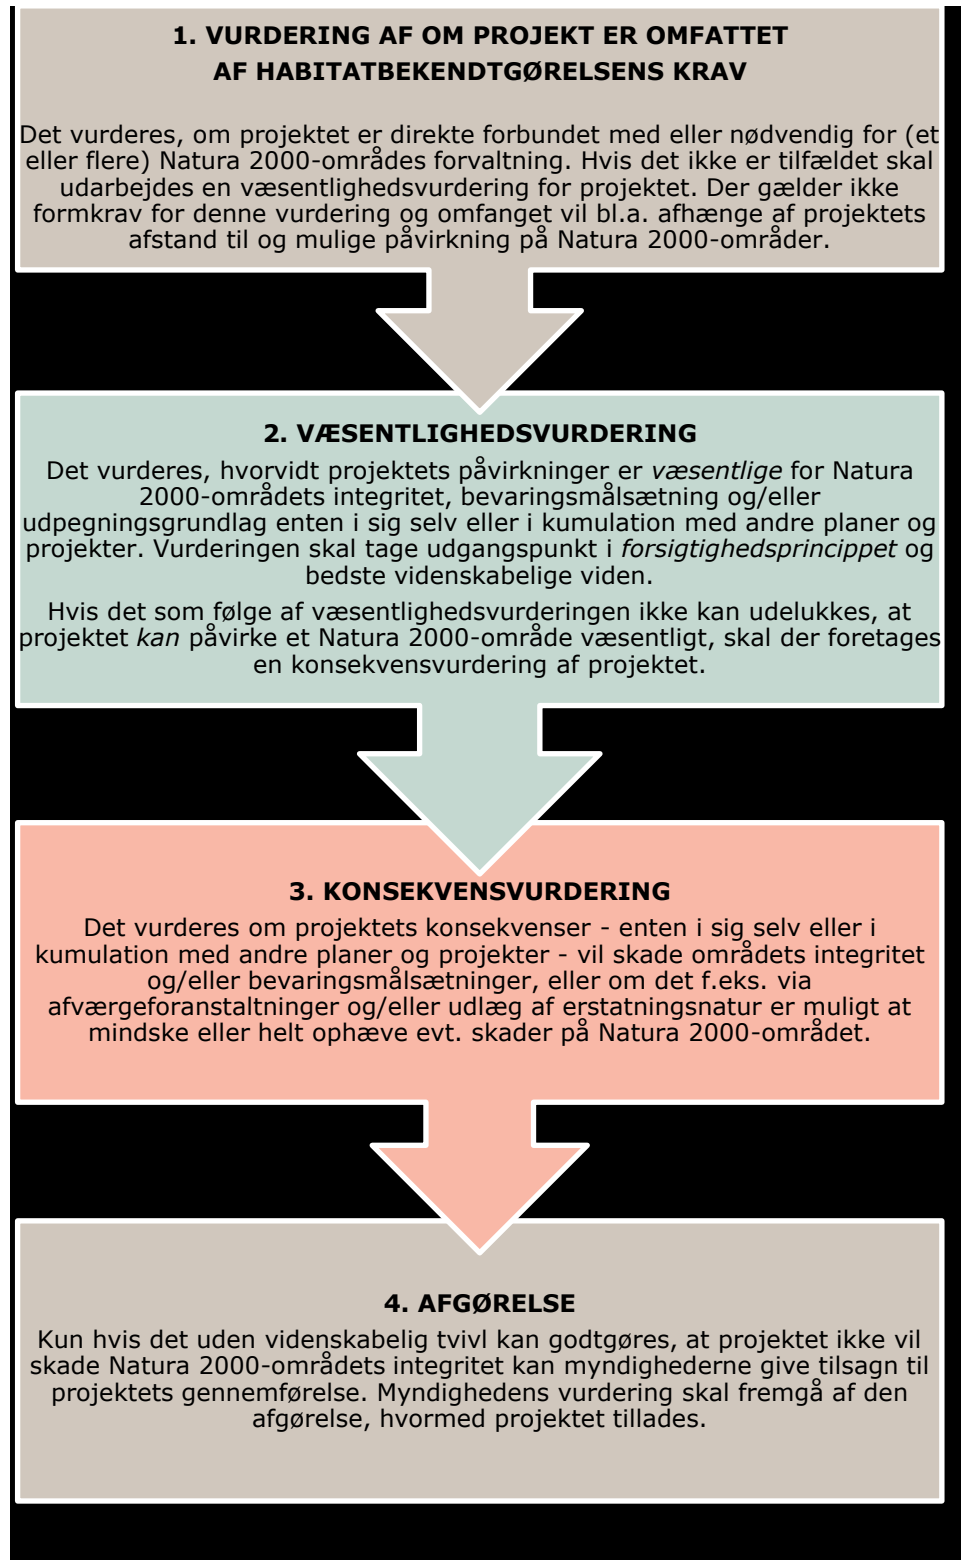 1. VURDERING AF OM PROJEKT ER OMFATTET
AF HABITATBEKENDTGØRELSENS KRAV
Det vurderes, om projektet er direkte forbundet med eller nødvendig for (et
eller flere) Natura 2000-områdes forvaltning. Hvis det ikke er tilfældet skal
udarbejdes en væsentlighedsvurdering for projektet. Der gælder ikke
formkrav for denne vurdering og omfanget vil bl.a. afhænge af projektets
afstand til og mulige påvirkning på Natura 2000-områder.
2. VÆSENTLIGHEDSVURDERING
Det vurderes, hvorvidt projektets påvirkninger er væsentlige for Natura
2000-områdets integritet, bevaringsmålsætning og/eller
udpegningsgrundlag enten i sig selv eller i kumulation med andre planer og
projekter. Vurderingen skal tage udgangspunkt i forsigtighedsprincippet og
bedste videnskabelige viden.
Hvis det som følge af væsentlighedsvurderingen ikke kan udelukkes, at
projektet kan påvirke et Natura 2000-område væsentligt, skal der foretages
en konsekvensvurdering af projektet.
3. KONSEKVENSVURDERING
Det vurderes om projektets konsekvenser - enten i sig selv eller i
kumulation med andre planer og projekter - vil skade områdets integritet
og/eller bevaringsmålsætninger, eller om det f.eks. via
afværgeforanstaltninger og/eller udlæg af erstatningsnatur er muligt at
mindske eller helt ophæve evt. skader på Natura 2000-området.
4. AFGØRELSE
Kun hvis det uden videnskabelig tvivl kan godtgøres, at projektet ikke vil
skade Natura 2000-områdets integritet kan myndighederne give tilsagn til
projektets gennemførelse. Myndighedens vurdering skal fremgå af den
afgørelse, hvormed projektet tillades.